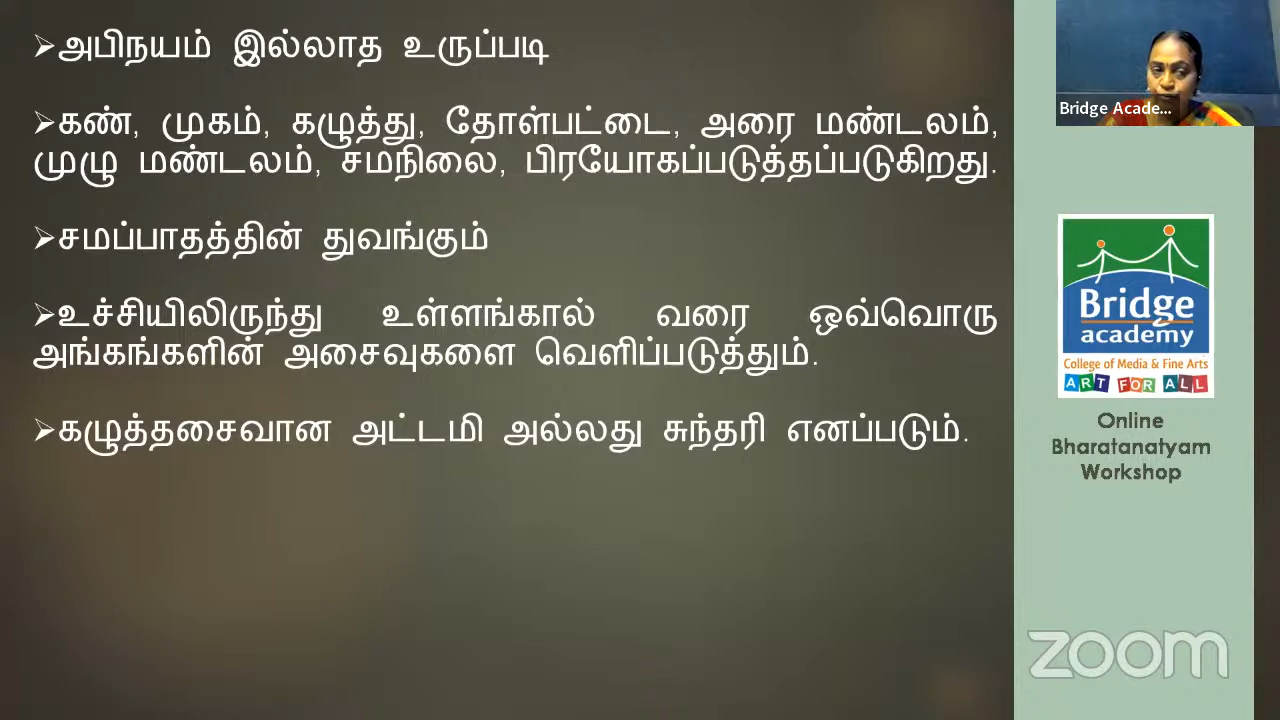 ➢அபிநயம் இல்லாத உருப்படி
➢கண், முகம், கழுத்து, தோள்பட்டை, அரை மண்டலம்,
முழு மண்டலம், சமநிலை, பிரயோகப்படுத்தப்படுகிறது.
➢சமப்பாதத்தின் துவங்கும்
➢உச்சியிலிருந்து உள்ளங்கால் வரை ஒவ்வொரு
அங்கங்களின் அசைவுகளை வெளிப்படுத்தும்.
➢கழுத்தசைவான அட்டமி அல்லது சுந்தரி எனப்படும்.
Bridge Acade...
Bridge
academy
College of Media & Fine Arts
ART FOR ALL
Online
Bharatanatyam
Workshop
zoom